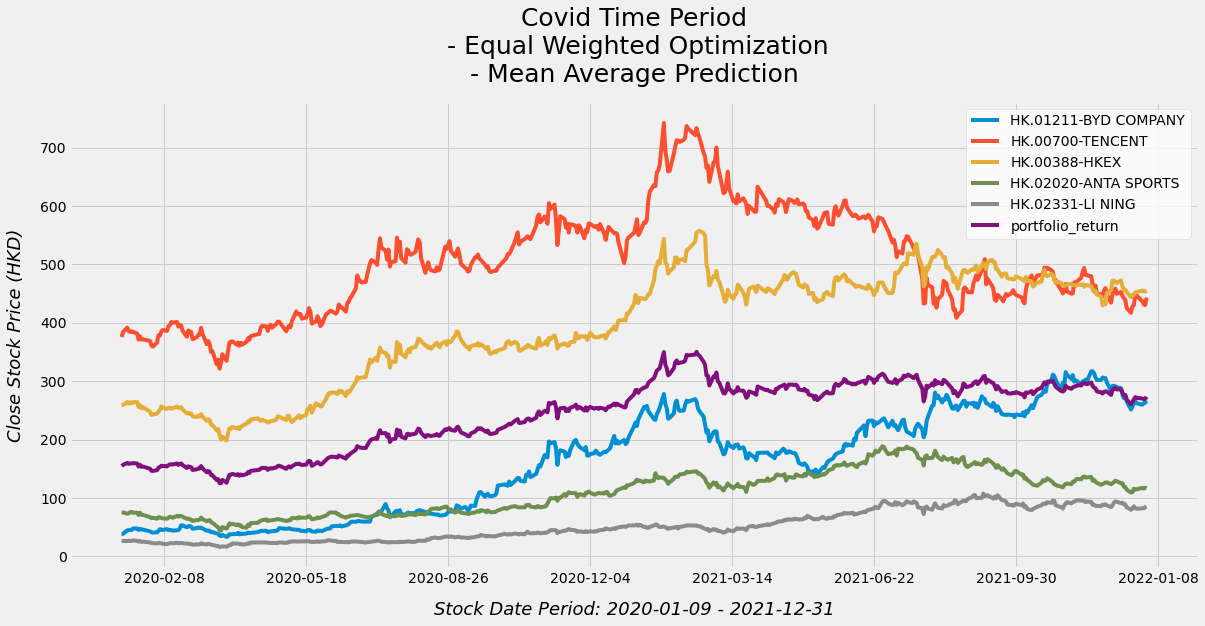 Covid Time Period
- Equal Weighted Optimization
- Mean Average Prediction
HK.01211-BYD COMPANY
HK.00700-TENCENT
HK.00388-HKEX
HK.02020-ANTA SPORTS
HK.02331-LI NING
portfolio_return
Close Stock Price (HKD)
700
600
500
400
300
200
100
0
2020-02-08 2020-05-18 2020-08-26 2020-12-04 2021-03-14 2021-06-22 2021-09-30 2022-01-08
Stock Date Period: 2020-01-09 - 2021-12-31